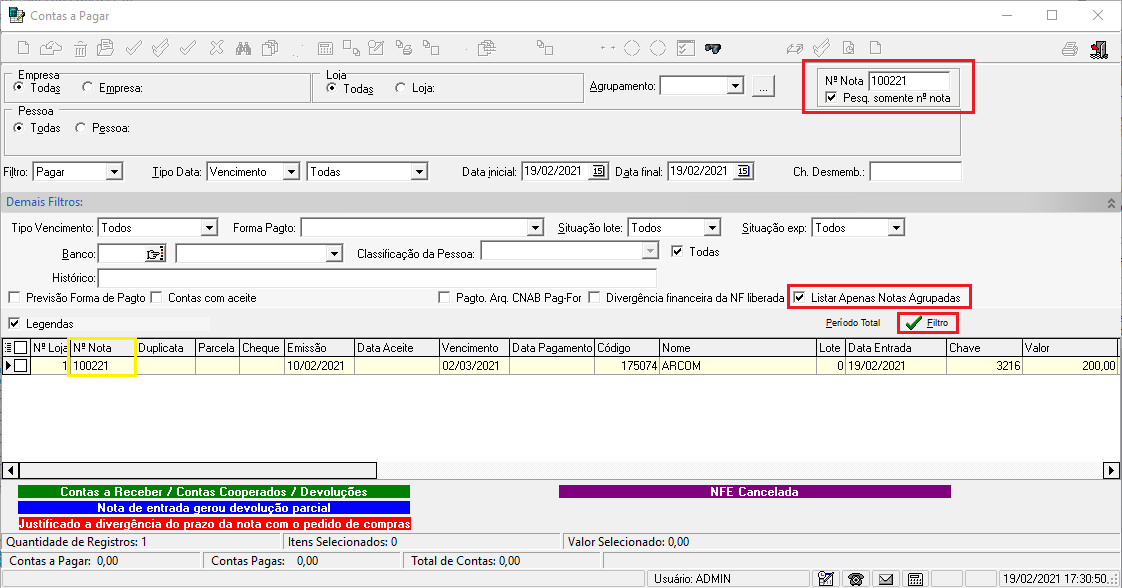 Contas a Pagar
Empresa
Todas Empresa:
Loja
Todas Loja:
Agrupamento: ...
Nº Nota 100221
Pesq. somente nº nota
Pessoa
Todas Pessoa:
Filtro: Pagar Tipo Data: Vencimento Todas Data inicial: 19/02/2021 15 Data final: 19/02/2021 15 Ch. Desmemb.:
Demais Filtros:
Tipo Vencimento: Todos Forma Pagto: Situação lote: Todos Situação exp: Todos
Banco: Classificação da Pessoa: Todas
Histórico:
Previsão Forma de Pagto Contas com aceite Pagto. Arq. CNAB Pag-For Divergência financeira da NF liberada Listar Apenas Notas Agrupadas
Legendas Período Total Filtro
Nº Loja Nº Nota Duplicata Parcela Cheque Emissão Data Aceite Vencimento Data Pagamento Código Nome Lote Data Entrada Chave Valor
1 100221 10/02/2021 02/03/2021 175074 ARCOM 0 19/02/2021 3216 200,00
Contas a Receber / Contas Cooperados / Devoluções NFE Cancelada
Nota de entrada gerou devolução parcial
Justificado a divergência do prazo da nota com o pedido de compras
Quantidade de Registros: 1 Itens Selecionados: 0 Valor Selecionado: 0,00
Contas a Pagar: 0,00 Contas Pagas: 0,00 Total de Contas: 0,00
Usuário: ADMIN 19/02/2021 17:30:50